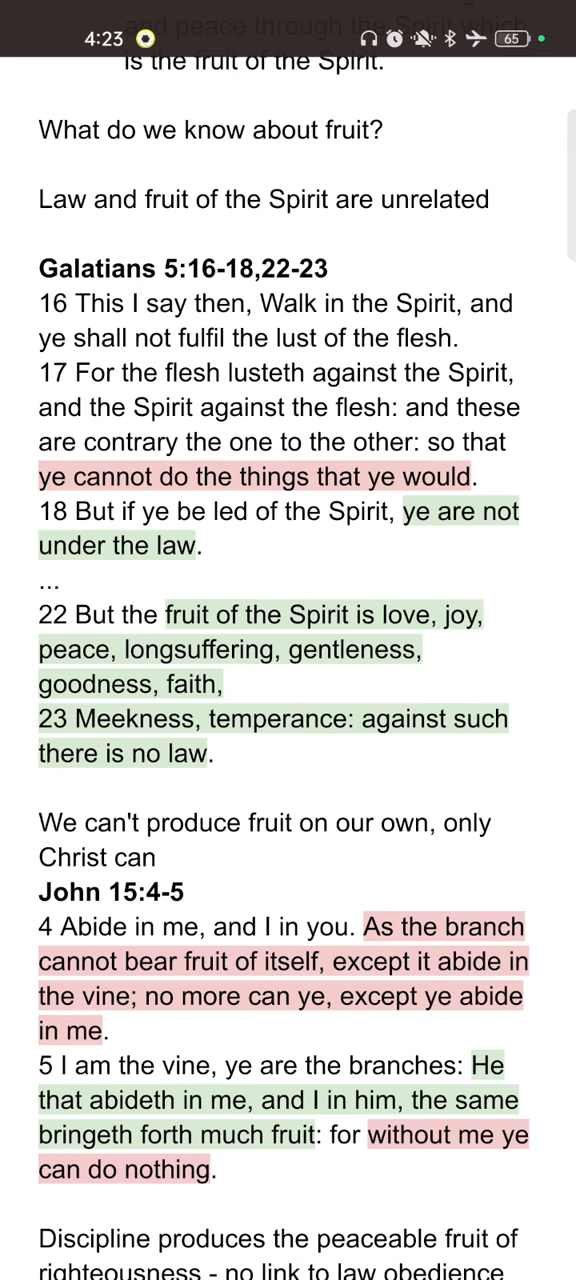 and peace through the Spirit which
4:23
65
is the fruit of the Spirit.
What do we know about fruit?
Law and fruit of the Spirit are unrelated
Galatians 5:16-18,22-23
16 This I say then, Walk in the Spirit, and
ye shall not fulfil the lust of the flesh.
17 For the flesh lusteth against the Spirit,
and the Spirit against the flesh: and these
are contrary the one to the other: so that
ye cannot do the things that ye would.
18 But if ye be led of the Spirit, ye are not
under the law.
...
22 But the fruit of the Spirit is love, joy,
peace, longsuffering, gentleness,
goodness, faith,
23 Meekness, temperance: against such
there is no law.
We can't produce fruit on our own, only
Christ can
John 15:4-5
4 Abide in me, and I in you. As the branch
cannot bear fruit of itself, except it abide in
the vine; no more can ye, except ye abide
in me.
5 I am the vine, ye are the branches: He
that abideth in me, and I in him, the same
bringeth forth much fruit: for without me ye
can do nothing.
Discipline produces the peaceable fruit of
righteousness - no link to law obedience